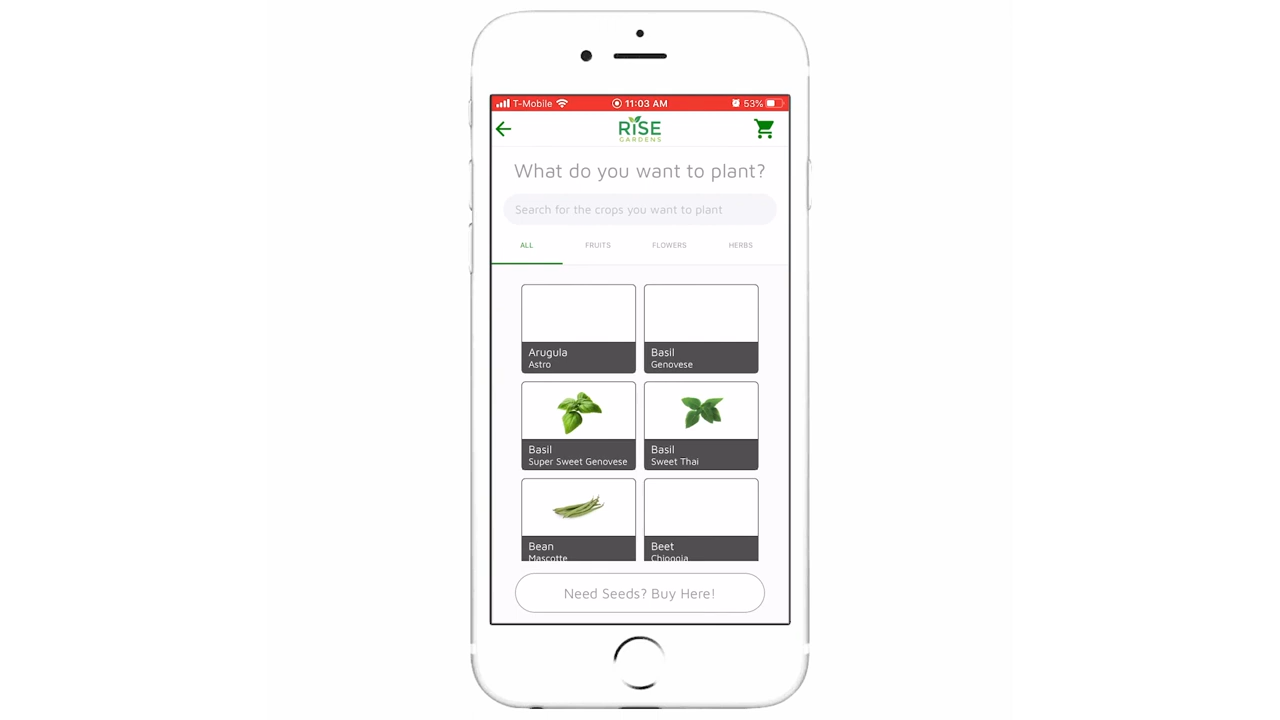 T-Mobile 11:03 AM 53%
RISE
GARDENS
What do you want to plant?
Search for the crops you want to plant
ALL FRUITS FLOWERS HERBS
Arugula
Astro
Basil
Genovese
Basil
Super Sweet Genovese
Basil
Sweet Thai
Bean
Mascotte
Beet
Chioggia
Need Seeds? Buy Here!